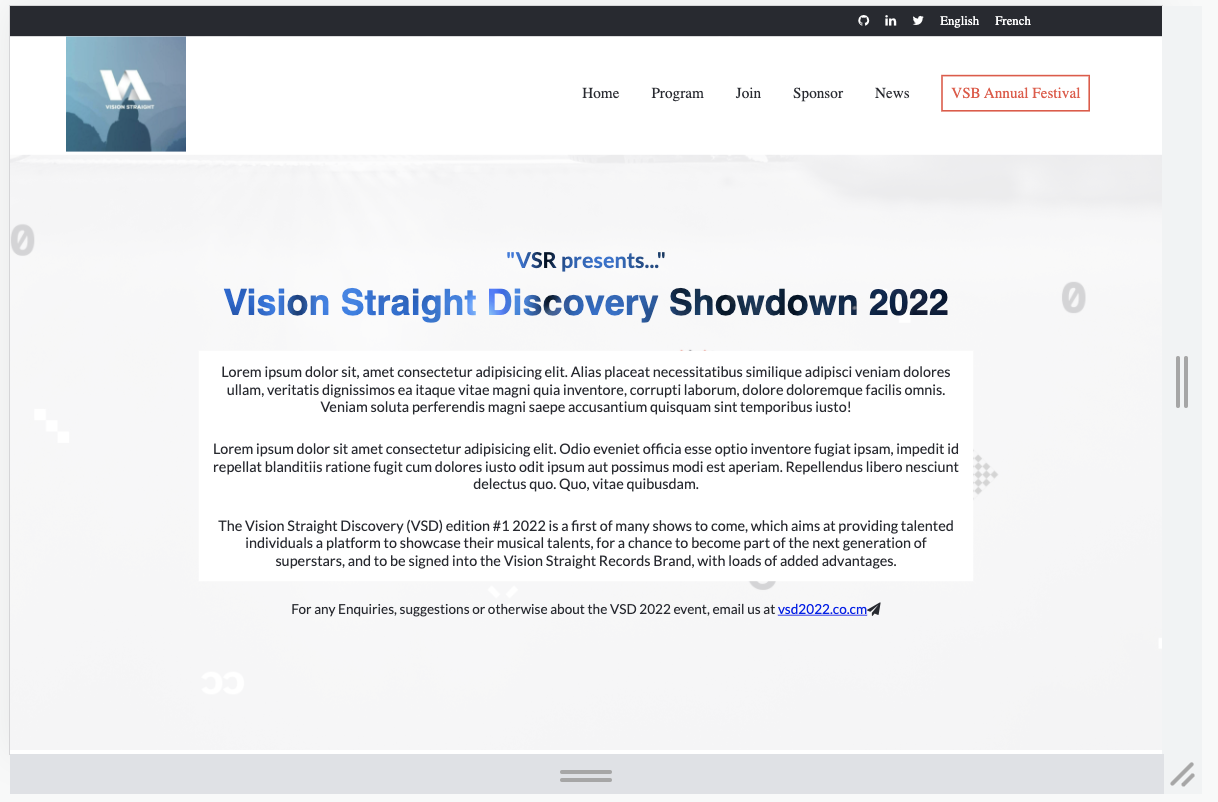 English French
VISION STRAIGHT
Home Program Join Sponsor News VSB Annual Festival
0
"VSR presents..."
Vision Straight Discovery Showdown 2022
0
Lorem ipsum dolor sit, amet consectetur adipisicing elit. Alias placeat necessitatibus similique adipisci veniam dolores
ullam, veritatis dignissimos ea itaque vitae magni quia inventore, corrupti laborum, dolore doloremque facilis omnis.
Veniam soluta perferendis magni saepe accusantium quisquam sint temporibus iusto!
Lorem ipsum dolor sit amet consectetur adipisicing elit. Odio eveniet officia esse optio inventore fugiat ipsam, impedit id
repellat blanditiis ratione fugit cum dolores iusto odit ipsum aut possimus modi est aperiam. Repellendus libero nesciunt
delectus quo. Quo, vitae quibusdam.
The Vision Straight Discovery (VSD) edition #1 2022 is a first of many shows to come, which aims at providing talented
individuals a platform to showcase their musical talents, for a chance to become part of the next generation of
superstars, and to be signed into the Vision Straight Records Brand, with loads of added advantages.
For any Enquiries, suggestions or otherwise about the VSD 2022 event, email us at vsd2022.co.cm